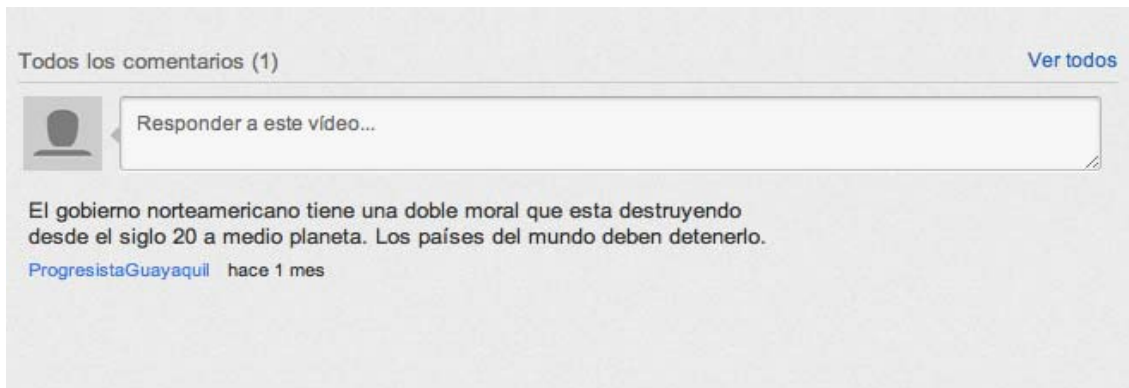 Todos los comentarios (1) Ver todos
Responder a este vídeo...
El gobierno norteamericano tiene una doble moral que esta destruyendo
desde el siglo 20 a medio planeta. Los países del mundo deben detenerlo.
ProgresistaGuayaquil hace 1 mes